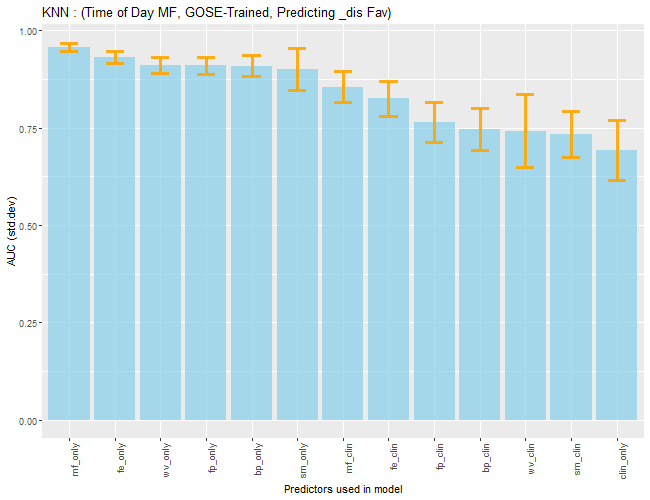 KNN : (Time of Day MF, GOSE-Trained, Predicting _dis Fav)
1.00
0.75
0.50
0.25
0.00
AUC (std.dev)
mf_only
fe_only
wv_only
fp_only
bp_only
sm_only
mf_clin
fe_clin
fp_clin
bp_clin
wv_clin
sm_clin
clin_only
Predictors used in model